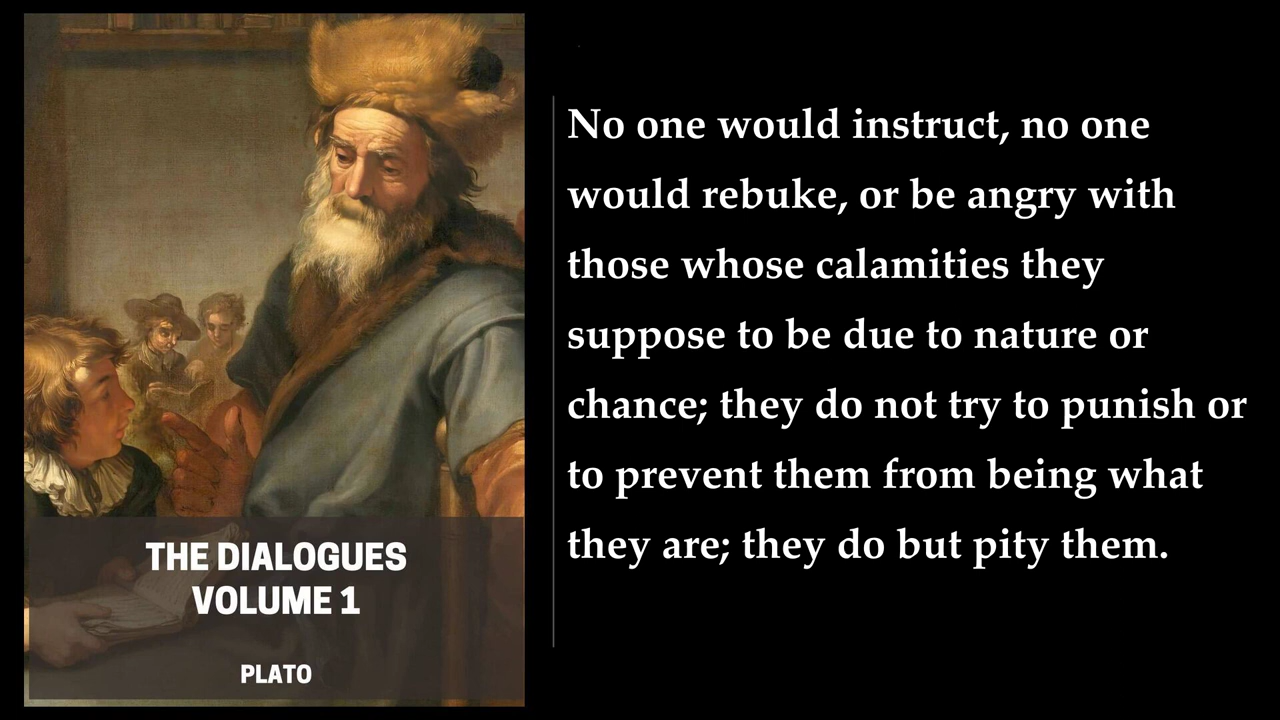 THE DIALOGUES
VOLUME 1
PLATO
No one would instruct, no one
would rebuke, or be angry with
those whose calamities they
suppose to be due to nature or
chance; they do not try to punish or
to prevent them from being what
they are; they do but pity them.